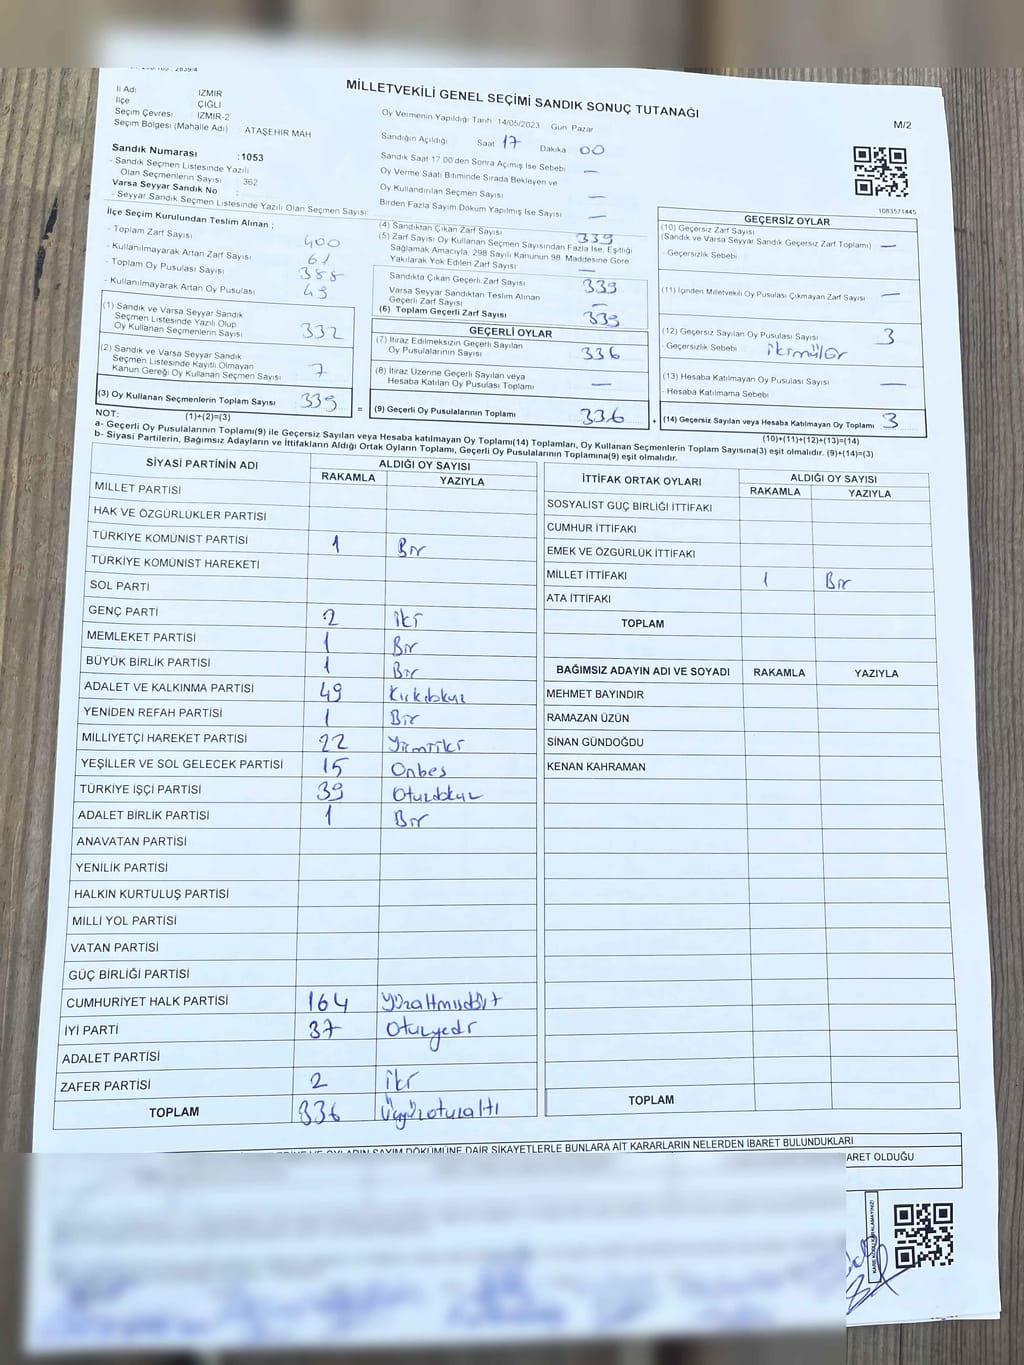 MİLLETVEKİLİ GENEL SEÇİMİ SANDIK SONUÇ TUTANAĞI
M/2
İl Adı İZMİR
İlçe ÇİĞLİ
Seçim Çevresi İZMİR-2
Seçim Bölgesi (Mahalle Adı) ATAŞEHİR MAH
Sandık Numarası :1053
- Sandık Seçmen Listesinde Yazılı
Olan Seçmenlerin Sayısı 362
Varsa Seyyar Sandık No
- Seyyar Sandık Seçmen Listesinde Yazılı Olan Seçmen Sayısı:
Oy Vermenin Yapıldığı Tarih 14/05/2023 Gün Pazar
Sandığın Açıldığı Saat 17 Dakika 00
Sandık Saat 17.00'den Sonra Açımış İse Sebebi —
Oy Verme Saati Bitiminde Sırada Bekleyen ve
Oy Kullandırılan Seçmen Sayısı —
Birden Fazla Sayım Döküm Yapılmış İse Sayısı —
1083571445
İlçe Seçim Kurulundan Teslim Alınan ;
- Toplam Zarf Sayısı 400
- Kullanılmayarak Artan Zarf Sayısı 61
- Toplam Oy Pusulası Sayısı 388
- Kullanılmayarak Artan Oy Pusulası 49
(1) Sandık ve Varsa Seyyar Sandık
Seçmen Listesinde Yazılı Olup
Oy Kullanan Seçmenlerin Sayısı 332
(2) Sandık ve Varsa Seyyar Sandık
Seçmen Listesinde Kayıtlı Olmayan
Kanun Gereği Oy Kullanan Seçmen Sayısı 7
(3) Oy Kullanan Seçmenlerin Toplam Sayısı 339
(1)+(2)=(3)
(4) Sandıktan Çıkan Zarf Sayısı 339
(5) Zarf Sayısı Oy Kullanan Seçmen Sayısından Fazla İse, Eşitliği
Sağlamak Amacıyla, 298 Sayılı Kanunun 98. Maddesine Göre
Yakılarak Yok Edilen Zarf Sayısı —
Sandıkta Çıkan Geçerli Zarf Sayısı 339
Varsa Seyyar Sandıktan Teslim Alınan
Geçerli Zarf Sayısı —
(6) Toplam Geçerli Zarf Sayısı 339
GEÇERLİ OYLAR
(7) İtiraz Edilmeksizin Geçerli Sayılan
Oy Pusulalarının Sayısı 336
(8) İtiraz Üzerine Geçerli Sayılan veya
Hesaba Katılan Oy Pusulası Toplamı —
= (9) Geçerli Oy Pusulalarının Toplamı 336 +
GEÇERSİZ OYLAR
(10) Geçersiz Zarf Sayısı
(Sandık ve Varsa Seyyar Sandık Geçersiz Zarf Toplamı) —
- Geçersizlik Sebebi
(11) İçinden Milletvekili Oy Pusulası Çıkmayan Zarf Sayısı —
(12) Geçersiz Sayılan Oy Pusulası Sayısı 3
- Geçersizlik Sebebi
(13) Hesaba Katılmayan Oy Pusulası Sayısı —
- Hesaba Katılmama Sebebi
(14) Geçersiz Sayılan veya Hesaba Katılmayan Oy Toplamı 3
(10)+(11)+(12)+(13)=(14)
NOT:
a- Geçerli Oy Pusulalarının Toplamı(9) ile Geçersiz Sayılan veya Hesaba katılmayan Oy Toplamı(14) Toplamları, Oy Kullanan Seçmenlerin Toplam Sayısına(3) eşit olmalıdır. (9)+(14)=(3)
b- Siyasi Partilerin, Bağımsız Adayların ve İttifakların Aldığı Ortak Oyların Toplamı, Geçerli Oy Pusulalarının Toplamına(9) eşit olmalıdır.
SİYASİ PARTİNİN ADI ALDIĞI OY SAYISI
RAKAMLA YAZIYLA
MİLLET PARTİSİ
HAK VE ÖZGÜRLÜKLER PARTİSİ
TÜRKİYE KOMÜNİST PARTİSİ 1 Bir
TÜRKİYE KOMÜNİST HAREKETİ
SOL PARTİ
GENÇ PARTİ 2 iki
MEMLEKET PARTİSİ 1 Bir
BÜYÜK BİRLİK PARTİSİ 1 Bir
ADALET VE KALKINMA PARTİSİ 49 Kırkdokuz
YENİDEN REFAH PARTİSİ 1 Bir
MİLLİYETÇİ HAREKET PARTİSİ 22 Yirmiiki
YEŞİLLER VE SOL GELECEK PARTİSİ 15 Onbeş
TÜRKİYE İŞÇİ PARTİSİ 39 Otuzdokuz
ADALET BİRLİK PARTİSİ 1 Bir
ANAVATAN PARTİSİ
YENİLİK PARTİSİ
HALKIN KURTULUŞ PARTİSİ
MİLLİ YOL PARTİSİ
VATAN PARTİSİ
GÜÇ BİRLİĞİ PARTİSİ
CUMHURİYET HALK PARTİSİ 164 Yüzaltmışdört
İYİ PARTİ 37 Otuzyedi
ADALET PARTİSİ
ZAFER PARTİSİ 2 iki
TOPLAM 336 Üçyüzotuzaltı
İTTİFAK ORTAK OYLARI ALDIĞI OY SAYISI
RAKAMLA YAZIYLA
SOSYALİST GÜÇ BİRLİĞİ İTTİFAKI
CUMHUR İTTİFAKI
EMEK VE ÖZGÜRLÜK İTTİFAKI
MİLLET İTTİFAKI 1 Bir
ATA İTTİFAKI
TOPLAM
BAĞIMSIZ ADAYIN ADI VE SOYADI RAKAMLA YAZIYLA
MEHMET BAYINDIR
RAMAZAN ÜZÜN
SİNAN GÜNDOĞDU
KENAN KAHRAMAN
TOPLAM
OYLARIN SAYIM DÖKÜMÜNE DAİR ŞİKAYETLERLE BUNLARA AİT KARARLARIN NELERDEN İBARET BULUNDUKLARI
ARET OLDUĞU